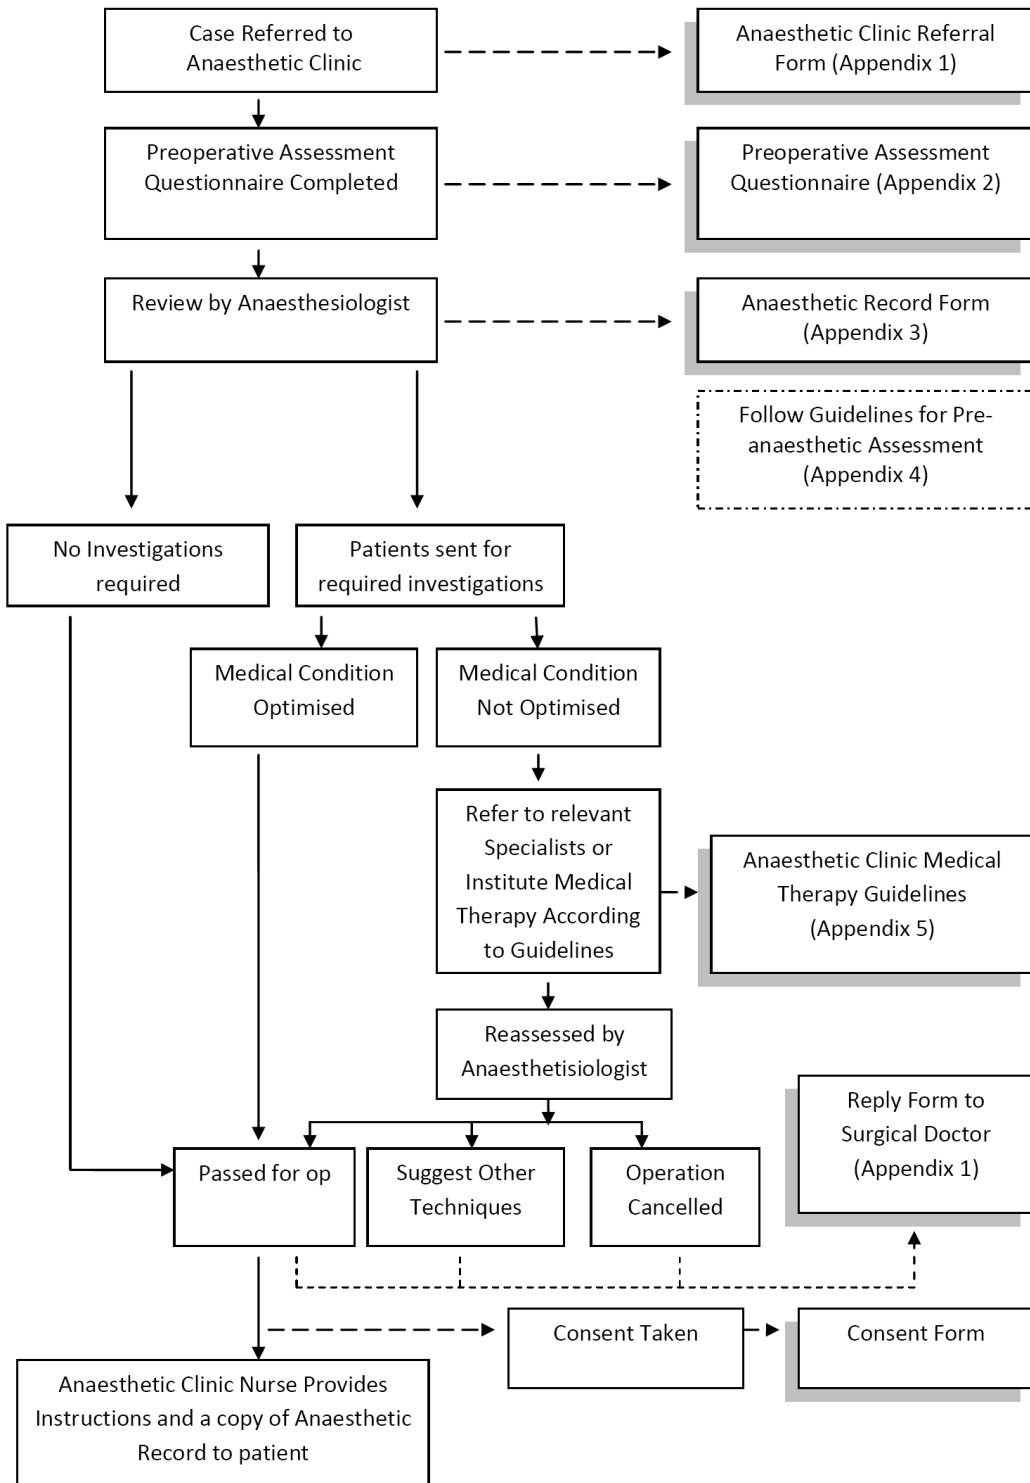 Case Referred to
Anaesthetic Clinic
Anaesthetic Clinic Referral
Form (Appendix 1)
Preoperative Assessment
Questionnaire Completed
Preoperative Assessment
Questionnaire (Appendix 2)
Review by Anaesthesiologist
Anaesthetic Record Form
(Appendix 3)
Follow Guidelines for Pre-
anaesthetic Assessment
(Appendix 4)
No Investigations
required
Patients sent for
required investigations
Medical Condition
Optimised
Medical Condition
Not Optimised
Refer to relevant
Specialists or
Institute Medical
Therapy According
to Guidelines
Anaesthetic Clinic Medical
Therapy Guidelines
(Appendix 5)
Reassessed by
Anaesthetisiologist
Reply Form to
Surgical Doctor
(Appendix 1)
Passed for op
Suggest Other
Techniques
Operation
Cancelled
Consent Taken
Consent Form
Anaesthetic Clinic Nurse Provides
Instructions and a copy of Anaesthetic
Record to patient